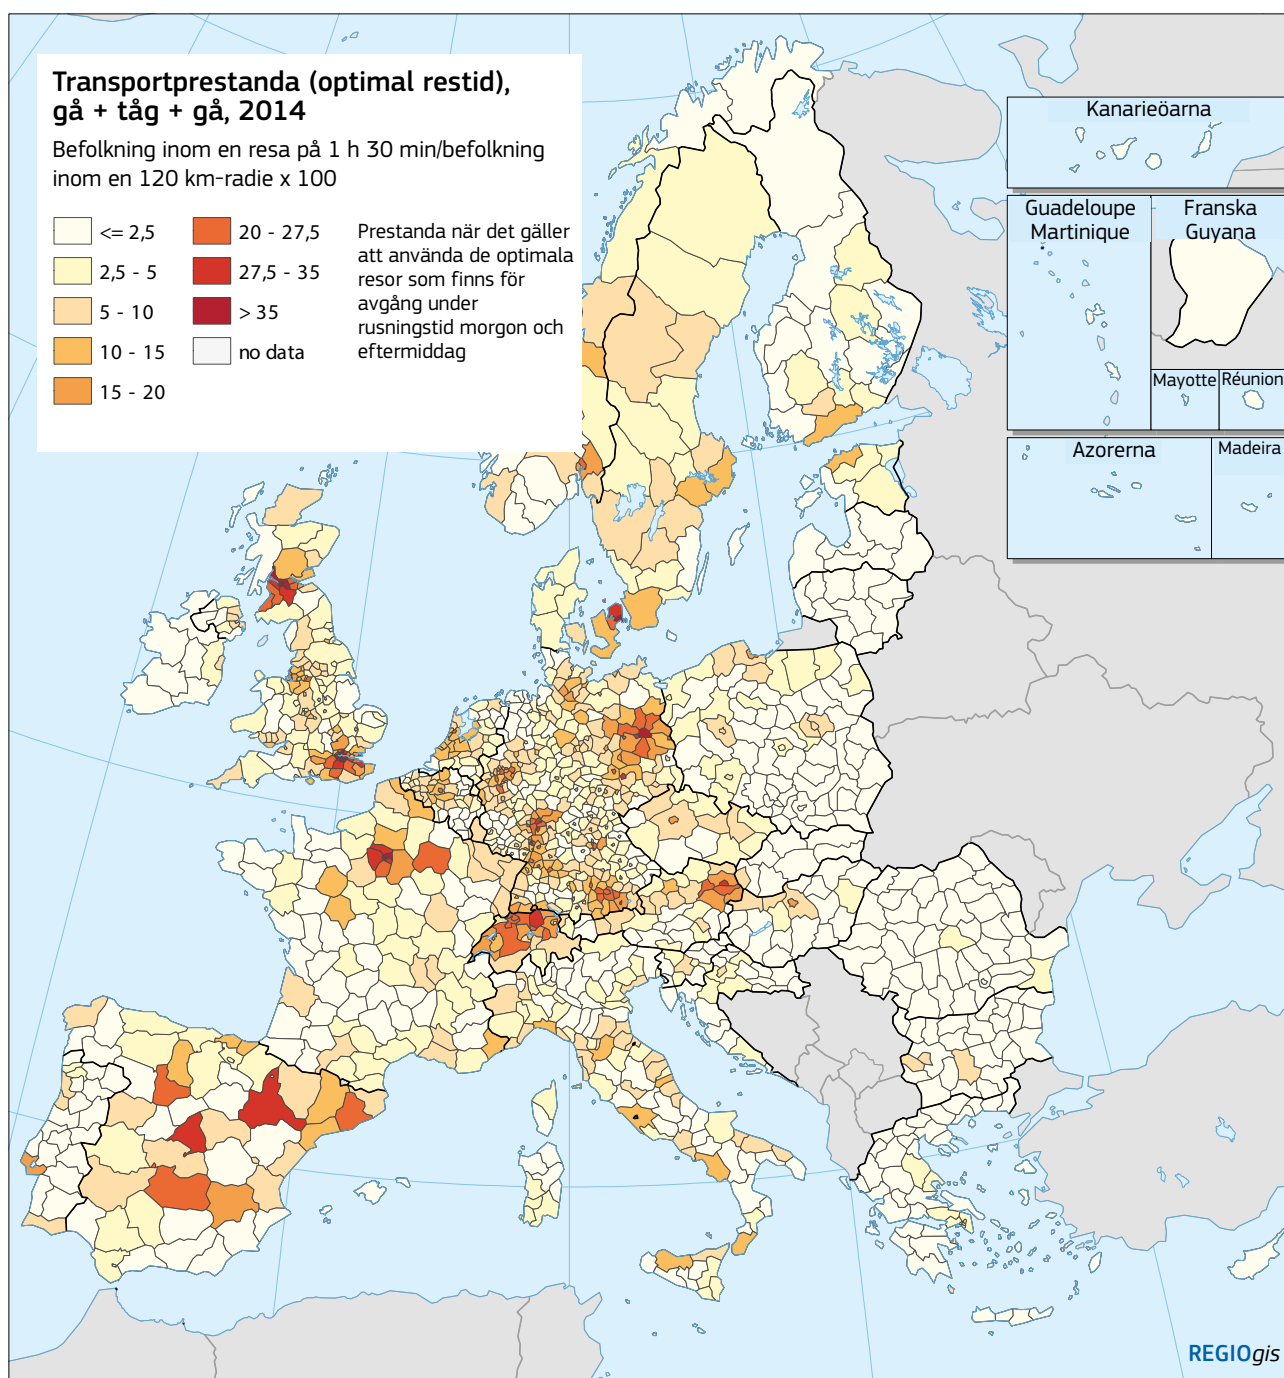 Transportprestanda (optimal restid),
gå + tåg + gå, 2014
Befolkning inom en resa på 1 h 30 min/befolkning
inom en 120 km-radie x 100
<= 2,5
2,5 - 5
5 - 10
10 - 15
15 - 20
20 - 27,5
27,5 - 35
> 35
no data
Prestanda när det gäller
att använda de optimala
resor som finns för
avgång under
rusningstid morgon och
eftermiddag
Kanarieöarna
Guadeloupe
Martinique
Franska
Guyana
Mayotte
Réunion
Azorerna
Madeira
REGIOgis